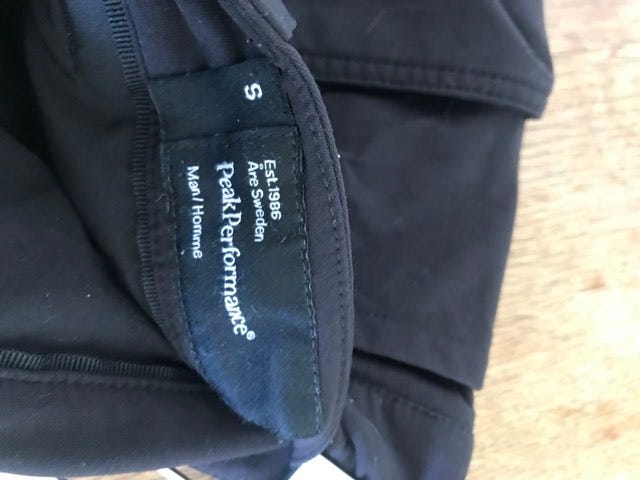 S
Est.1986
Åre Sweden
PeakPerformance®
Man/Homme